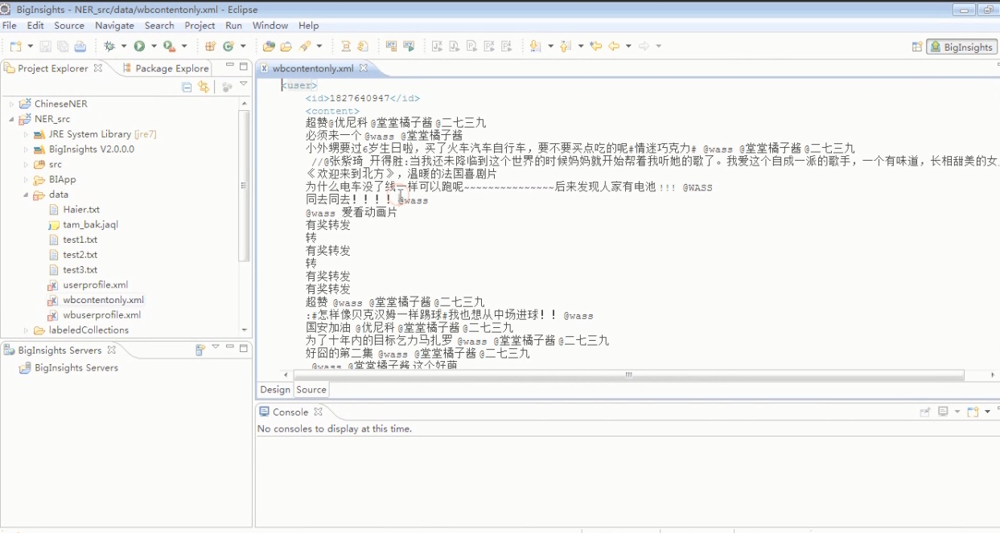 BigInsights - NER_src/data/wbcontentonly.xml - Eclipse
File Edit Source Navigate Search Project Run Window Help
BigInsights
Project Explorer Package Explorer
ChineseNER
NER_src
JRE System Library [jre7]
BigInsights V2.0.0.0
src
BIApp
data
Haier.txt
tam_bak.jaql
test1.txt
test2.txt
test3.txt
userprofile.xml
wbcontentonly.xml
wbuserprofile.xml
labeledCollections
BigInsights Servers
BigInsights Servers
wbcontentonly.xml
<user>
<id>1827640947</id>
<content>
超赞@优尼科 @堂堂橘子酱 @二七三九
必须来一个 @wass @堂堂橘子酱
小外甥要过6岁生日啦，买了火车汽车自行车，要不要买点吃的呢#情迷巧克力# @wass @堂堂橘子酱 @二七三九
//@张紫琦_开得胜:当我还未降临到这个世界的时候妈妈就开始帮着我听她的歌了。我爱这个自成一派的歌手，一个有味道，长相甜美的女
《欢迎来到北方》，温暖的法国喜剧片
为什么电车没了线一样可以跑呢~~~~~~~~~~~~~~~后来发现人家有电池 !!! @WASS
同去同去！！！！ @wass
@wass 爱看动画片
有奖转发
转
有奖转发
转
有奖转发
有奖转发
超赞 @wass @堂堂橘子酱 @二七三九
:#怎样像贝克汉姆一样踢球#我也想从中场进球！！ @wass
国安加油 @优尼科 @堂堂橘子酱 @二七三九
为了十年内的目标乞力马扎罗 @wass @堂堂橘子酱 @二七三九
好囧的第二集 @wass @堂堂橘子酱 @二七三九
@wass @堂堂橘子酱 这个好萌
Design Source
Console
No consoles to display at this time.